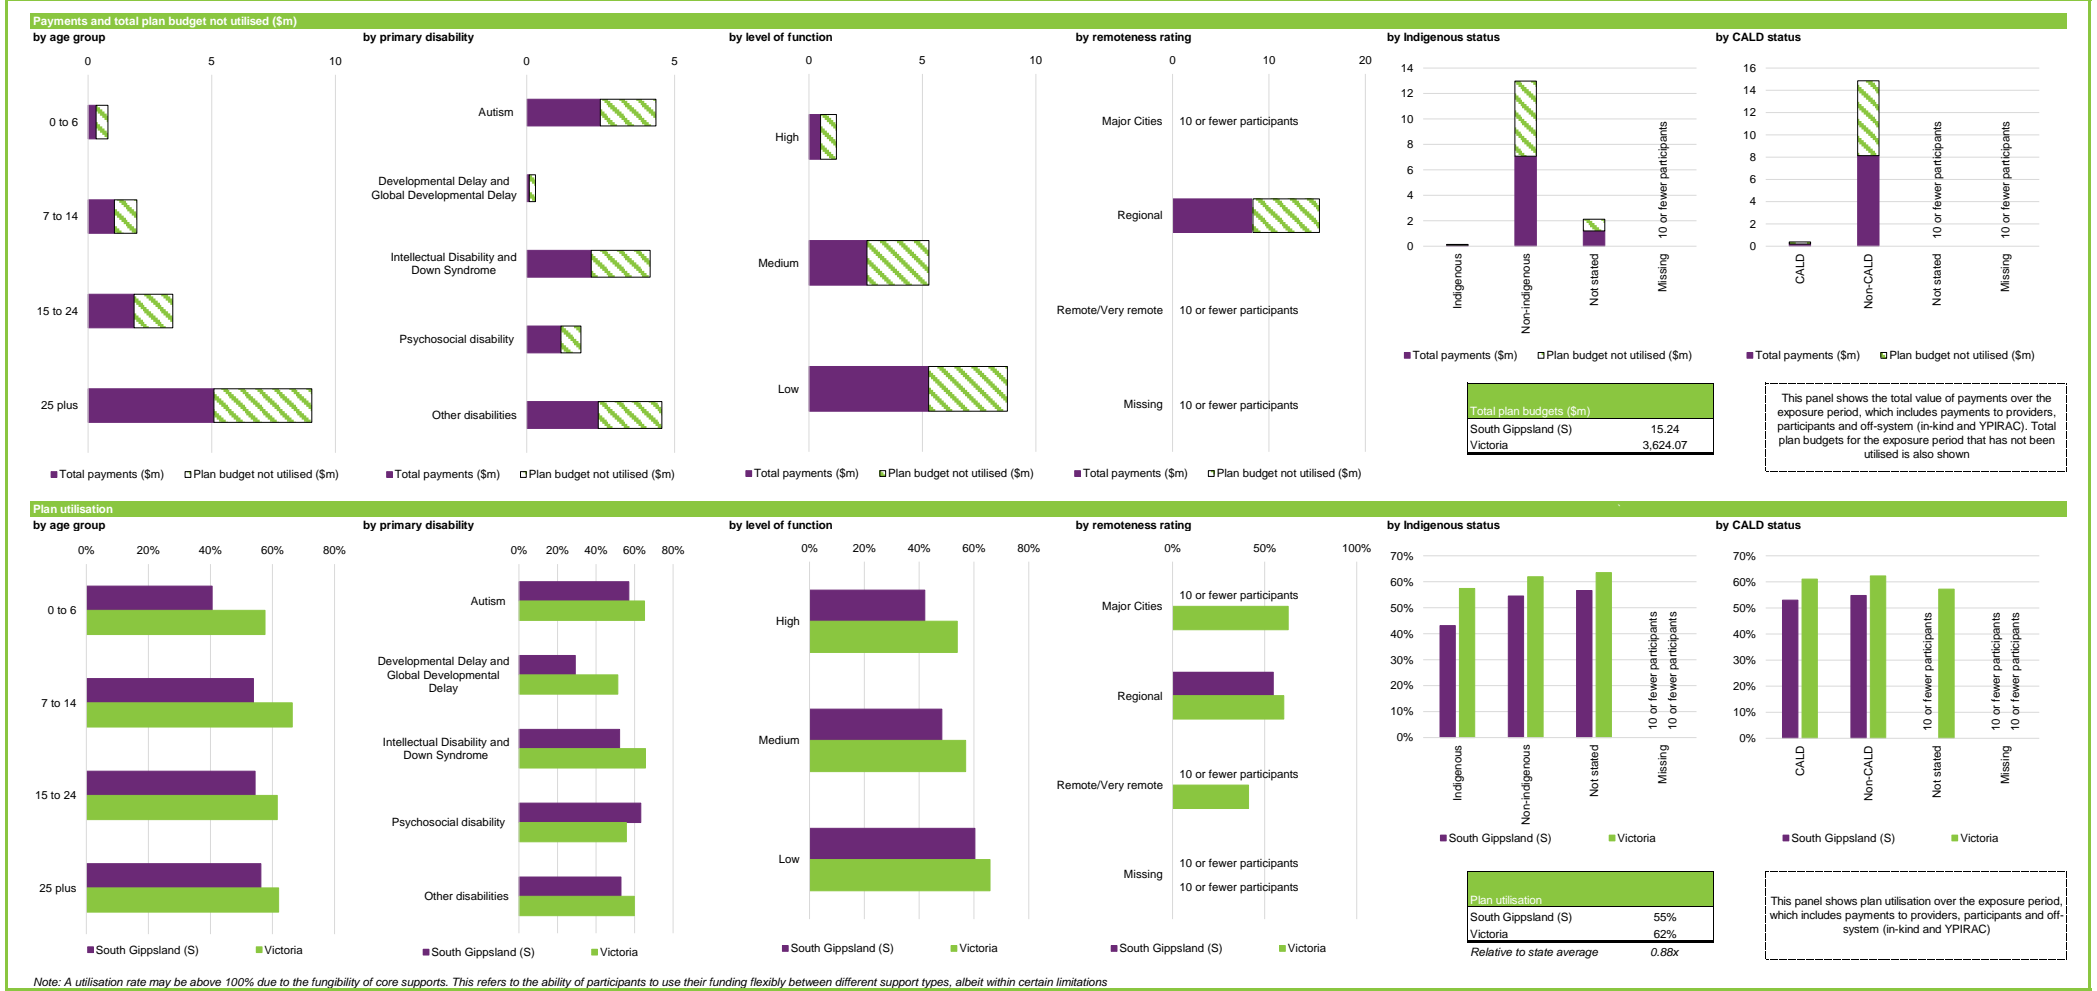 Payments and total plan budget not utilised ($m)
by age group
0
5
10
0 to 6
7 to 14
15 to 24
25 plus
Total payments ($m)
Plan budget not utilised ($m)
by primary disability
0
5
Autism
Developmental Delay and
Global Developmental Delay
Intellectual Disability and
Down Syndrome
Psychosocial disability
Other disabilities
Total payments ($m)
Plan budget not utilised ($m)
by level of function
0
5
10
High
Medium
Low
Total payments ($m)
Plan budget not utilised ($m)
by remoteness rating
0
10
20
Major Cities
10 or fewer participants
Regional
Remote/Very remote
10 or fewer participants
Missing
10 or fewer participants
Total payments ($m)
Plan budget not utilised ($m)
by Indigenous status
14
12
10
8
6
4
2
0
10 or fewer participants
Indigenous
Non-indigenous
Not stated
Missing
Total payments ($m)
Plan budget not utilised ($m)
Total plan budgets ($m)
South Gippsland (S) 15.24
Victoria 3,624.07
by CALD status
16
14
12
10
8
6
4
2
0
10 or fewer participants
10 or fewer participants
CALD
Non-CALD
Not stated
Missing
Total payments ($m)
Plan budget not utilised ($m)
This panel shows the total value of payments over the
exposure period, which includes payments to providers,
participants and off-system (in-kind and YPIRAC). Total
plan budgets for the exposure period that has not been
utilised is also shown
Plan utilisation
by age group
0%
20%
40%
60%
80%
0 to 6
7 to 14
15 to 24
25 plus
South Gippsland (S)
Victoria
by primary disability
0%
20%
40%
60%
80%
Autism
Developmental Delay and
Global Developmental
Delay
Intellectual Disability and
Down Syndrome
Psychosocial disability
Other disabilities
South Gippsland (S)
Victoria
by level of function
0%
20%
40%
60%
80%
High
Medium
Low
South Gippsland (S)
Victoria
by remoteness rating
0%
50%
100%
Major Cities
10 or fewer participants
Regional
Remote/Very remote
10 or fewer participants
Missing
10 or fewer participants
10 or fewer participants
South Gippsland (S)
Victoria
by Indigenous status
70%
60%
50%
40%
30%
20%
10%
0%
10 or fewer participants
10 or fewer participants
Indigenous
Non-indigenous
Not stated
Missing
South Gippsland (S)
Victoria
Plan utilisation
South Gippsland (S) 55%
Victoria 62%
Relative to state average 0.88x
by CALD status
70%
60%
50%
40%
30%
20%
10%
0%
10 or fewer participants
10 or fewer participants
10 or fewer participants
CALD
Non-CALD
Not stated
Missing
South Gippsland (S)
Victoria
This panel shows plan utilisation over the exposure period,
which includes payments to providers, participants and off-
system (in-kind and YPIRAC)
Note: A utilisation rate may be above 100% due to the fungibility of core supports. This refers to the ability of participants to use their funding flexibly between different support types, albeit within certain limitations